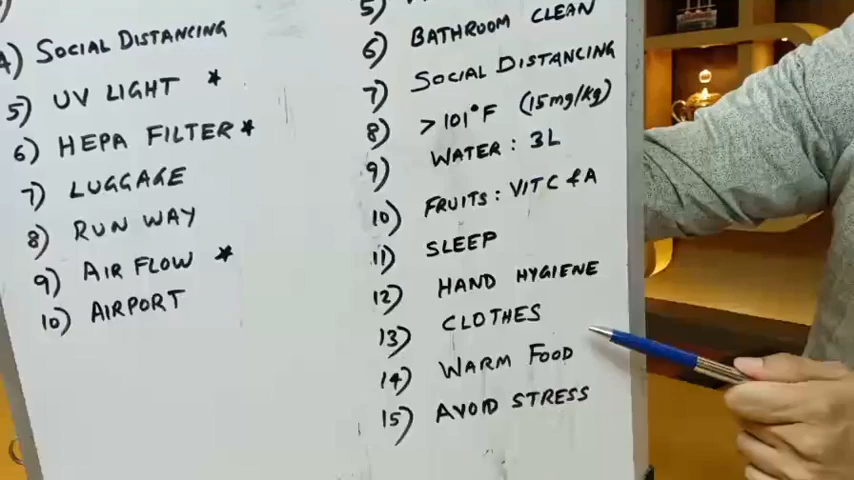 4) SOCIAL DISTANCING
5) UV LIGHT *
6) HEPA FILTER *
7) LUGGAGE
8) RUN WAY
9) AIR FLOW *
10) AIRPORT
5)
6) BATHROOM CLEAN
7) SOCIAL DISTANCING
8) > 101°F (15mg/kg)
9) WATER : 3L
10) FRUITS : VIT C & A
11) SLEEP
12) HAND HYGIENE
13) CLOTHES
14) WARM FOOD
15) AVOID STRESS